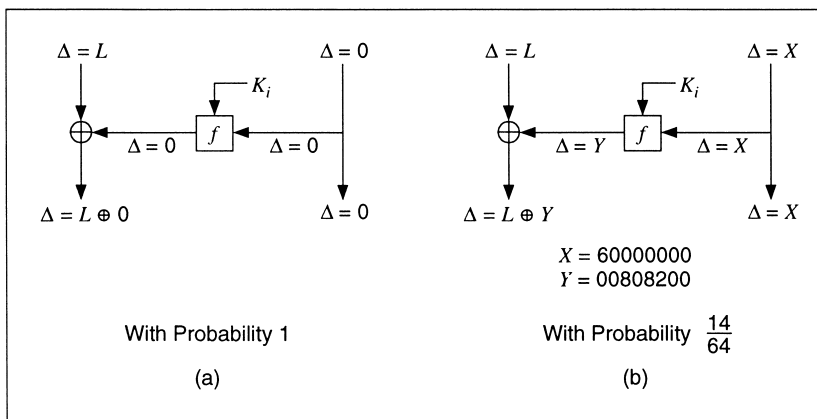 Δ = L
Δ = 0
K_i
f
Δ = 0
Δ = 0
Δ = L ⊕ 0
Δ = 0
With Probability 1
(a)
Δ = L
Δ = X
K_i
f
Δ = Y
Δ = X
Δ = L ⊕ Y
Δ = X
X = 60000000
Y = 00808200
With Probability 14/64
(b)